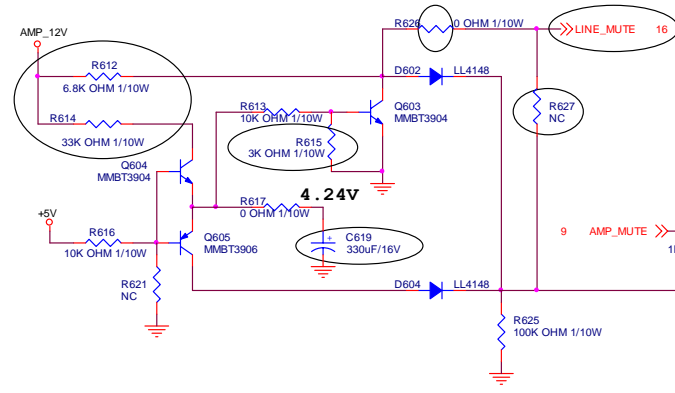 R626 0 OHM 1/10W
LINE_MUTE 16
AMP_12V
R612
6.8K OHM 1/10W
D602 LL4148
R614
33K OHM 1/10W
R613
10K OHM 1/10W
Q603
MMBT3904
R627
NC
R615
3K OHM 1/10W
Q604
MMBT3904
4.24V
R617
0 OHM 1/10W
+5V
R616
10K OHM 1/10W
Q605
MMBT3906
C619
330uF/16V
+
9 AMP_MUTE
R621
NC
D604 LL4148
R625
100K OHM 1/10W